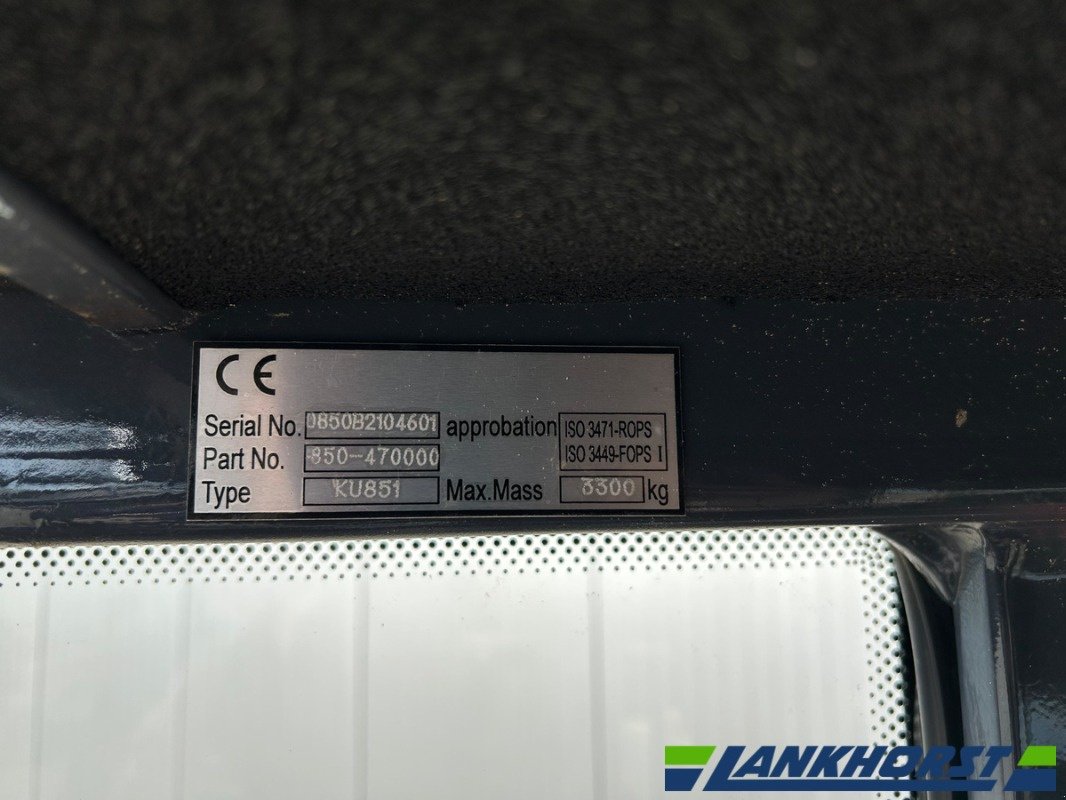 CE
Serial No. 0850B2104601 approbation ISO 3471-ROPS
Part No. 850-470000 ISO 3449-FOPS I
Type KU851 Max.Mass 3300 kg
LANKHORST